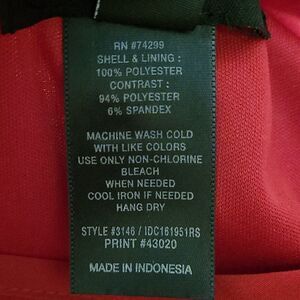 RN #74299
SHELL & LINING :
100% POLYESTER
CONTRAST :
94% POLYESTER
6% SPANDEX
MACHINE WASH COLD
WITH LIKE COLORS
USE ONLY NON-CHLORINE
BLEACH
WHEN NEEDED
COOL IRON IF NEEDED
HANG DRY
STYLE #3146 / IDC161951RS
PRINT #43020
MADE IN INDONESIA